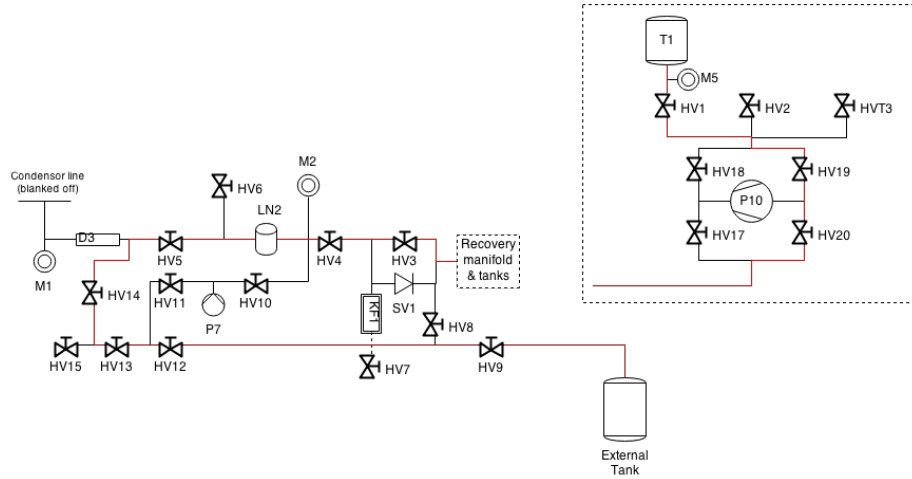 T1
M5
HV1
HV2
HVT3
HV18
HV19
P10
HV17
HV20
M2
Condensor line
(blanked off)
HV6
LN2
D3
HV5
HV4
HV3
Recovery
manifold
& tanks
M1
HV14
HV11
HV10
SV1
P7
KF1
HV8
HV15
HV13
HV12
HV7
HV9
External
Tank